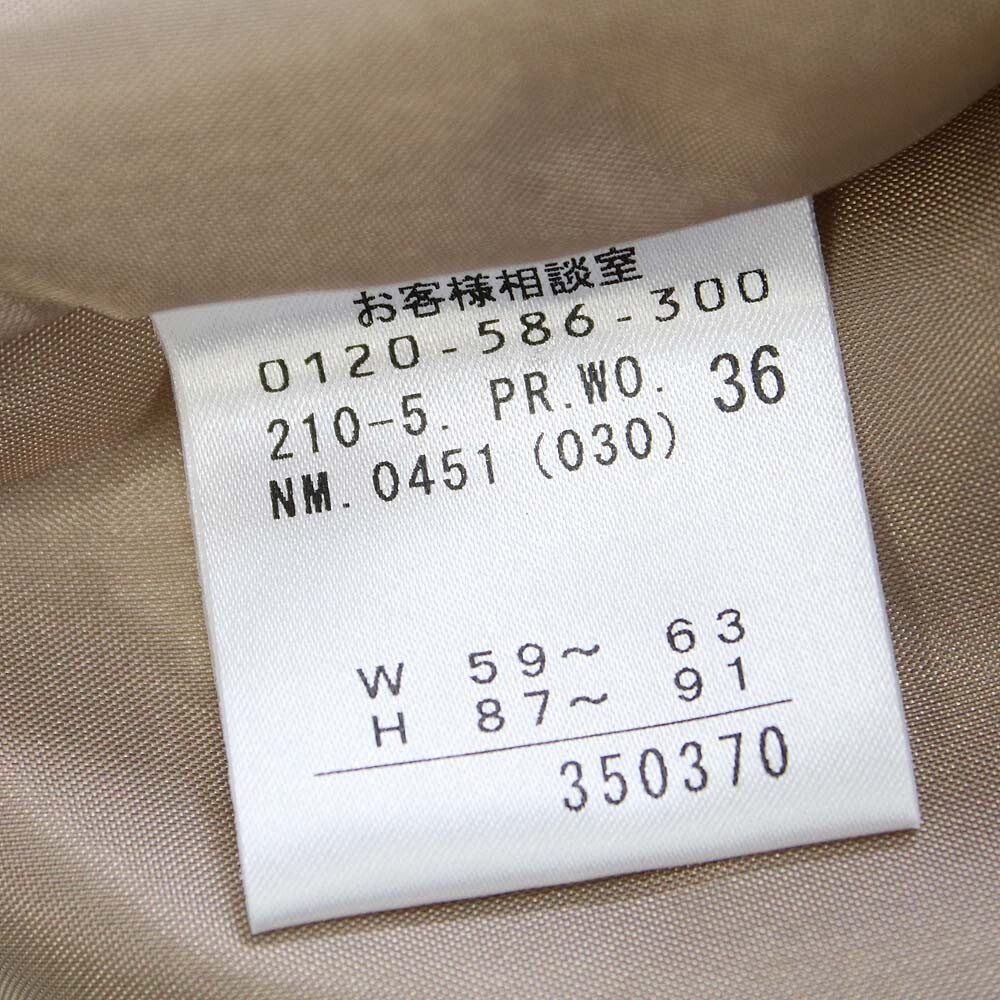 お客様相談室
0120-586-300
210-5. PR.WO. 36
NM. 0451 (030)
W 59～ 63
H 87～ 91
350370